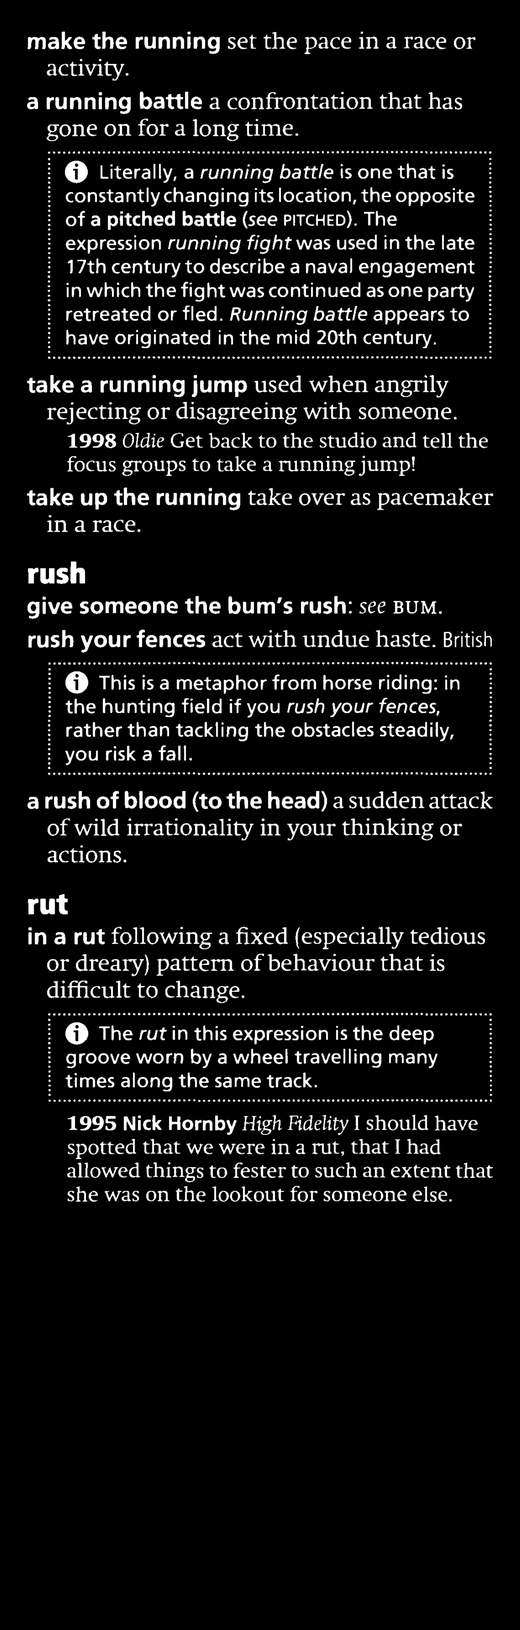 make the running set the pace in a race or
activity.
a running battle a confrontation that has
gone on for a long time.
i Literally, a running battle is one that is
constantly changing its location, the opposite
of a pitched battle (see PITCHED). The
expression running fight was used in the late
17th century to describe a naval engagement
in which the fight was continued as one party
retreated or fled. Running battle appears to
have originated in the mid 20th century.
take a running jump used when angrily
rejecting or disagreeing with someone.
1998 Oldie Get back to the studio and tell the
focus groups to take a running jump!
take up the running take over as pacemaker
in a race.
rush
give someone the bum's rush: see BUM.
rush your fences act with undue haste. British
i This is a metaphor from horse riding: in
the hunting field if you rush your fences,
rather than tackling the obstacles steadily,
you risk a fall.
a rush of blood (to the head) a sudden attack
of wild irrationality in your thinking or
actions.
rut
in a rut following a fixed (especially tedious
or dreary) pattern of behaviour that is
difficult to change.
i The rut in this expression is the deep
groove worn by a wheel travelling many
times along the same track.
1995 Nick Hornby High Fidelity I should have
spotted that we were in a rut, that I had
allowed things to fester to such an extent that
she was on the lookout for someone else.